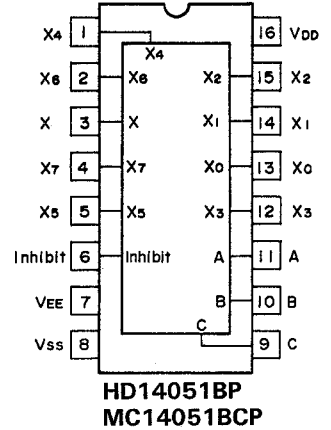 X4 1 16 VDD
X4
X6 2 X6 X2 15 X2
X 3 X X1 14 X1
X7 4 X7 X0 13 X0
X5 5 X5 X3 12 X3
Inhibit 6 Inhibit A 11 A
VEE 7 B 10 B
VSS 8 C 9 C
HD14051BP
MC14051BCP